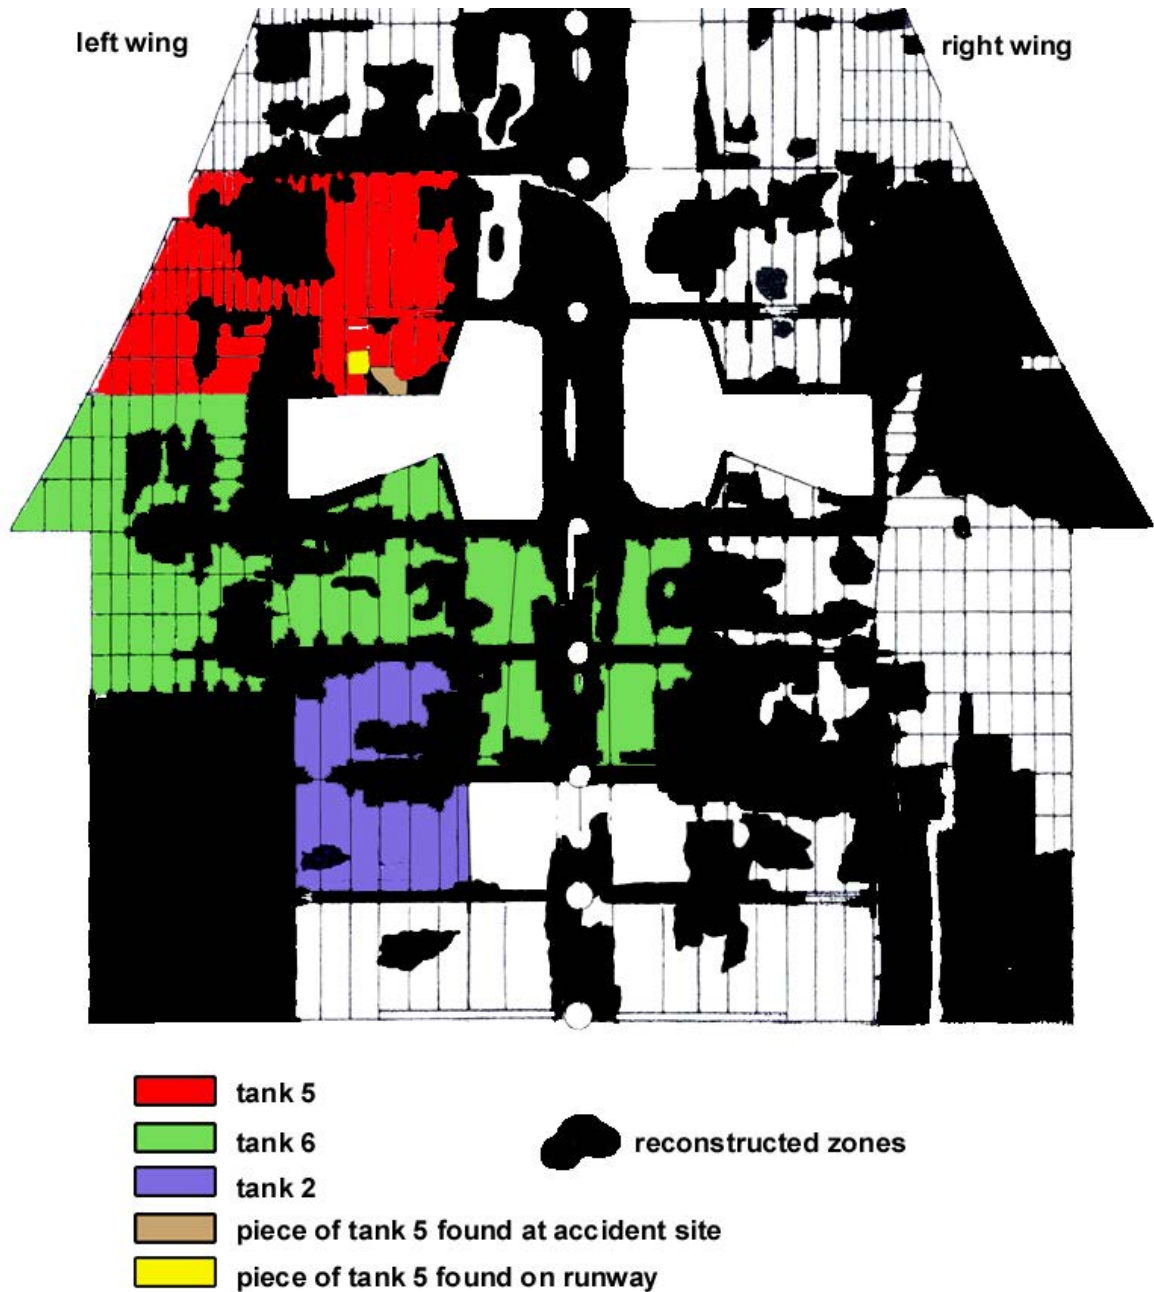 left wing
right wing
tank 5
tank 6
tank 2
piece of tank 5 found at accident site
piece of tank 5 found on runway
reconstructed zones